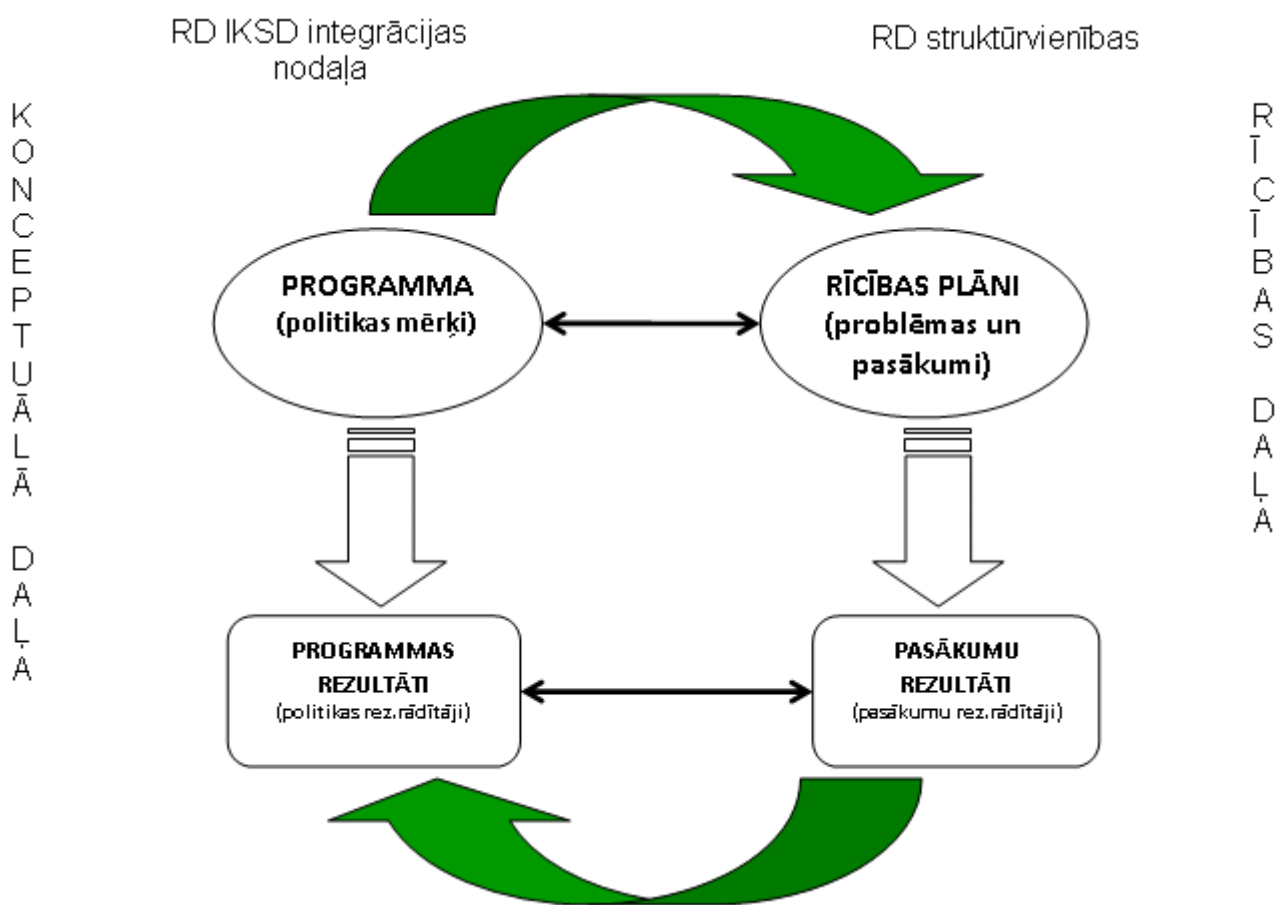 RD IKSD integrācijas
nodaļa
RD struktūrvienības
KONCEPTUĀLĀ DAĻA
RĪCĪBAS DAĻA
PROGRAMMA
(politikas mērķi)
RĪCĪBAS PLĀNI
(problēmas un
pasākumi)
PROGRAMMAS
REZULTĀTI
(politikas rez.rādītāji)
PASĀKUMU
REZULTĀTI
(pasākumu rez.rādītāji)